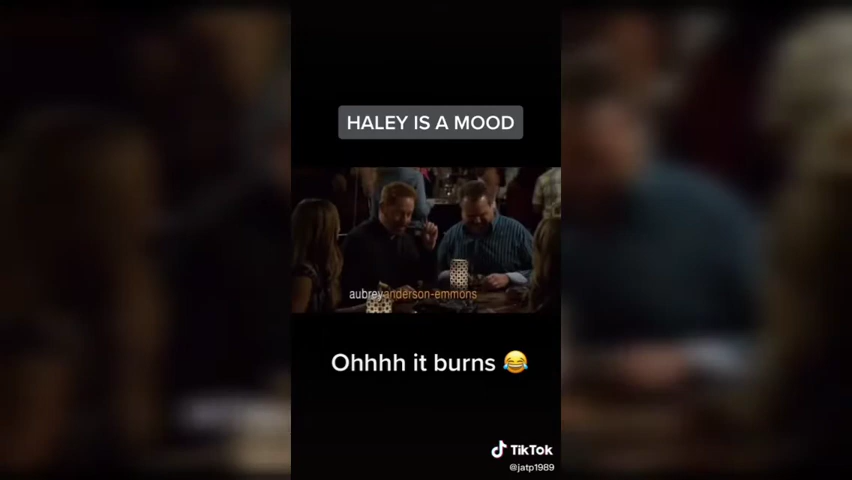 HALEY IS A MOOD
aubreyanderson-emmons
Ohhhh it burns 😂
TikTok
@jatp1989